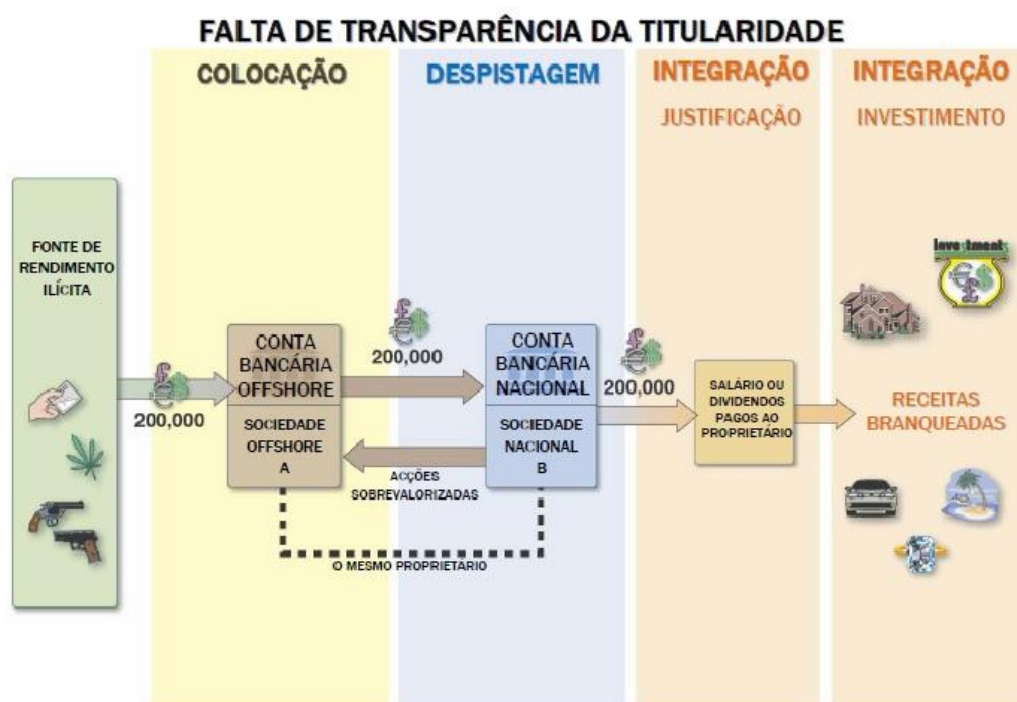 FALTA DE TRANSPARÊNCIA DA TITULARIDADE
COLOCAÇÃO
DESPISTAGEM
INTEGRAÇÃO
JUSTIFICAÇÃO
INTEGRAÇÃO
INVESTIMENTO
FONTE DE
RENDIMENTO
ILÍCITA
200,000
CONTA
BANCÁRIA
OFFSHORE
SOCIEDADE
OFFSHORE
A
200,000
ACÇÕES
SOBREVALORIZADAS
O MESMO PROPRIETÁRIO
CONTA
BANCÁRIA
NACIONAL
SOCIEDADE
NACIONAL
B
200,000
SALÁRIO OU
DIVIDENDOS
PAGOS AO
PROPRIETÁRIO
Investments
RECEITAS
BRANQUEADAS